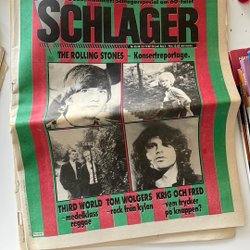 SCHLAGER
THE ROLLING STONES – Konsertreportage.
THIRD WORLD
–medelklass
reggae
TOM WOLGERS
–rock från kylan
KRIG OCH FRED
–vem trycker
på knappen?